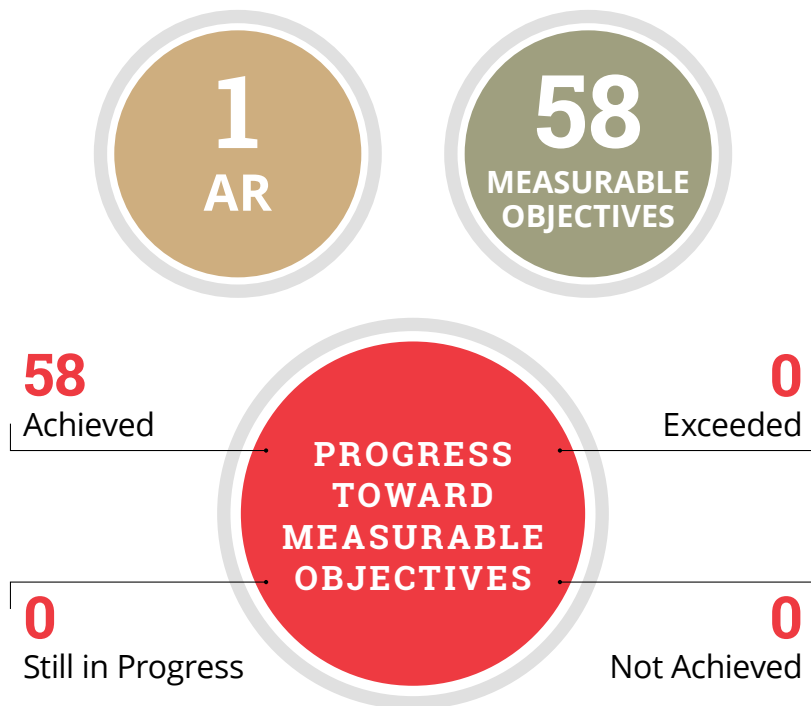 1
AR
58
MEASURABLE
OBJECTIVES
58
Achieved
0
Exceeded
PROGRESS
TOWARD
MEASURABLE
OBJECTIVES
0
Still in Progress
0
Not Achieved